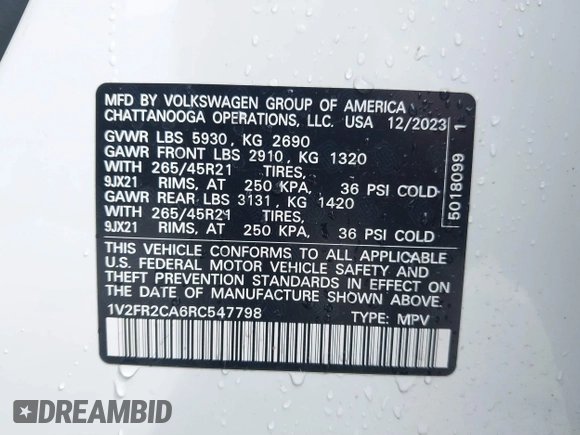 MFD BY VOLKSWAGEN GROUP OF AMERICA
CHATTANOOGA OPERATIONS, LLC. USA 12/2023
GVWR LBS 5930 , KG 2690
GAWR FRONT LBS 2910 , KG 1320
WITH 265/45R21 TIRES,
9JX21 RIMS, AT 250 KPA, 36 PSI COLD
GAWR REAR LBS 3131 , KG 1420
WITH 265/45R21 TIRES,
9JX21 RIMS, AT 250 KPA, 36 PSI COLD
THIS VEHICLE CONFORMS TO ALL APPLICABLE
U.S. FEDERAL MOTOR VEHICLE SAFETY AND
THEFT PREVENTION STANDARDS IN EFFECT ON
THE DATE OF MANUFACTURE SHOWN ABOVE.
1V2FR2CA6RC547798 TYPE: MPV
5018099 1
DREAMBID